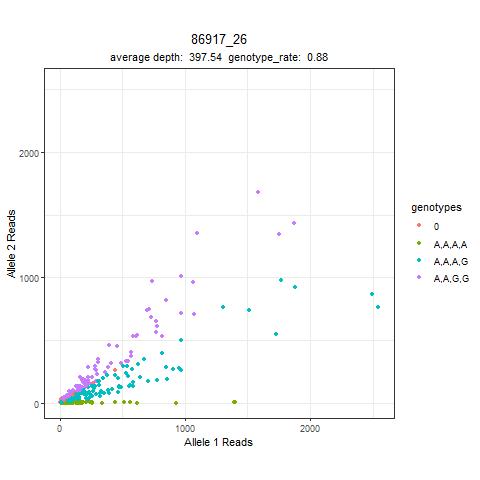 86917_26
average depth: 397.54 genotype_rate: 0.88
Allele 2 Reads
2000
1000
0
0
1000
2000
Allele 1 Reads
genotypes
0
A,A,A,A
A,A,A,G
A,A,G,G